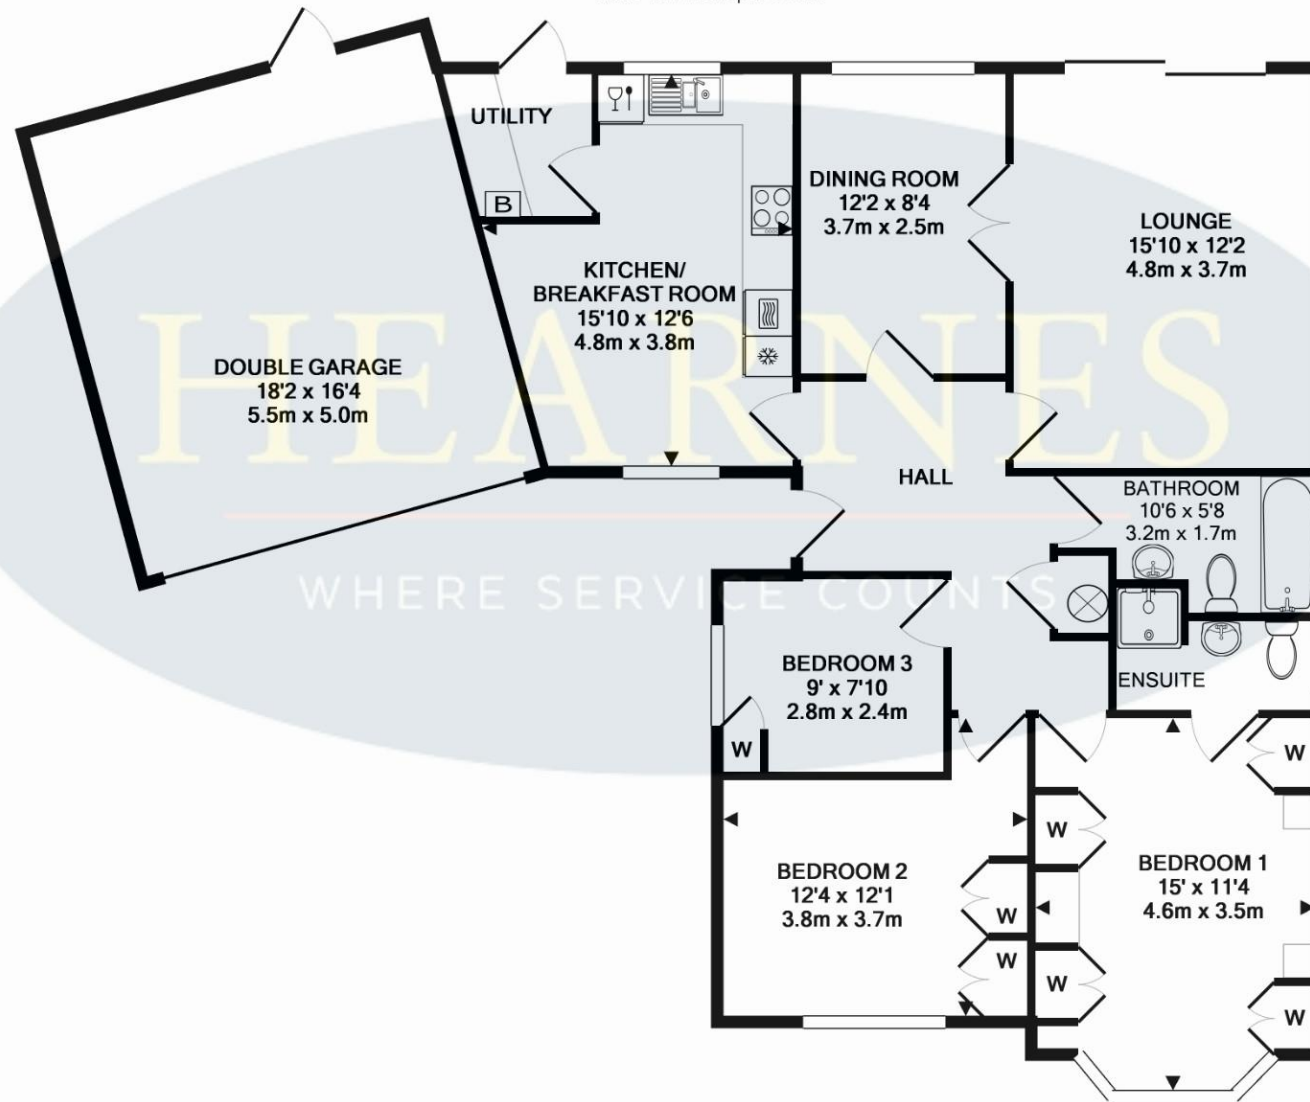 UTILITY
B
DINING ROOM
12'2 x 8'4
3.7m x 2.5m
LOUNGE
15'10 x 12'2
4.8m x 3.7m
KITCHEN/
BREAKFAST ROOM
15'10 x 12'6
4.8m x 3.8m
DOUBLE GARAGE
18'2 x 16'4
5.5m x 5.0m
HEARNES
WHERE SERVICE COUNTS
HALL
BATHROOM
10'6 x 5'8
3.2m x 1.7m
BEDROOM 3
9' x 7'10
2.8m x 2.4m
W
ENSUITE
W
W
BEDROOM 2
12'4 x 12'1
3.8m x 3.7m
W
W
BEDROOM 1
15' x 11'4
4.6m x 3.5m
W
W